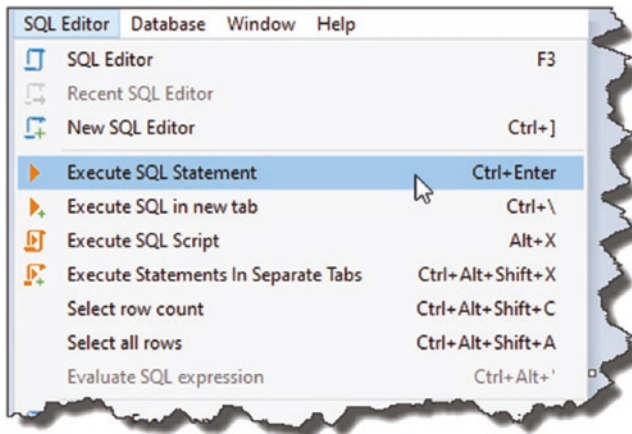 SQL Editor Database Window Help
SQL Editor F3
Recent SQL Editor
New SQL Editor Ctrl+]
Execute SQL Statement Ctrl+Enter
Execute SQL in new tab Ctrl+\
Execute SQL Script Alt+X
Execute Statements In Separate Tabs Ctrl+Alt+Shift+X
Select row count Ctrl+Alt+Shift+C
Select all rows Ctrl+Alt+Shift+A
Evaluate SQL expression Ctrl+Alt+'